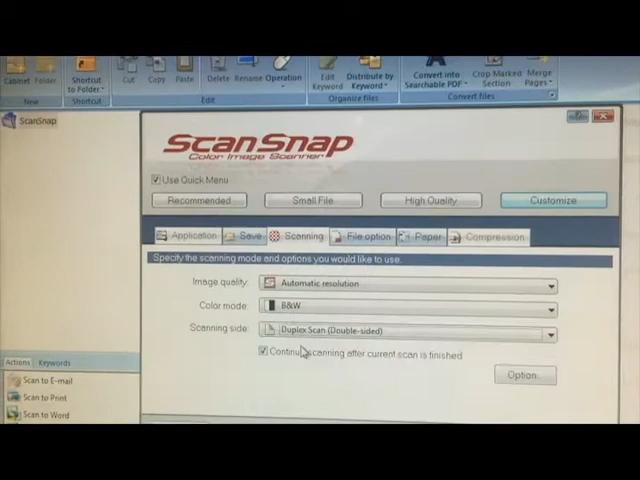 Cabinet Folder
New
Shortcut to Folder
Shortcut
Cut Copy Paste Delete Rename Operation
Edit
Edit Keyword Distribute by Keyword
Organize files
Convert into Searchable PDF Crop Marked Section Merge Pages
Convert files
ScanSnap
ScanSnap
Color Image Scanner
Use Quick Menu
Recommended Small File High Quality Customize
Application Save Scanning File option Paper Compression
Specify the scanning mode and options you would like to use.
Image quality: Automatic resolution
Color mode: B&W
Scanning side: Duplex Scan (Double-sided)
Continue scanning after current scan is finished
Option...
Actions Keywords
Scan to E-mail
Scan to Print
Scan to Word